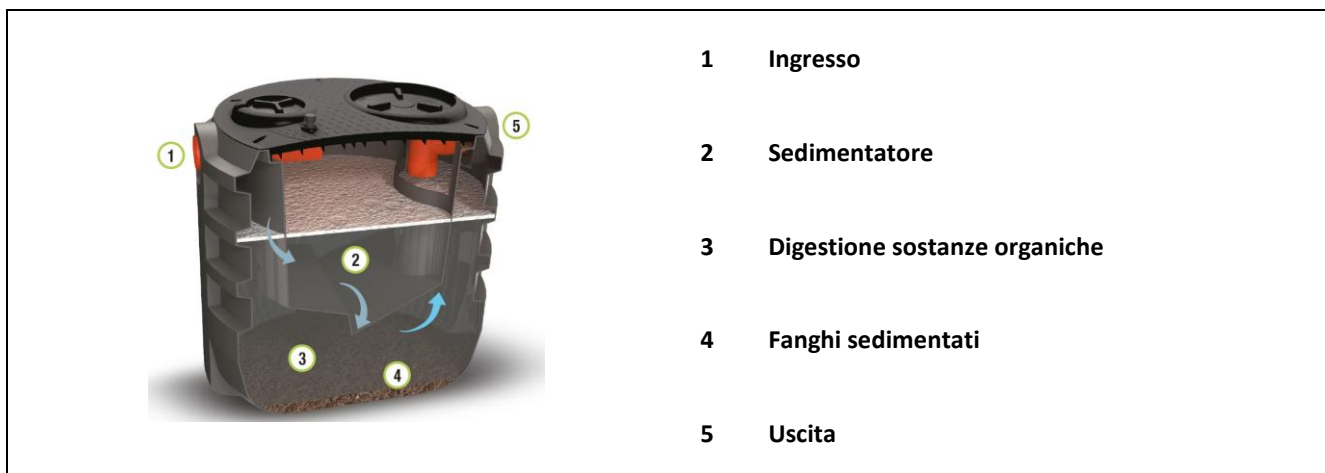 1 Ingresso
2 Sedimentatore
3 Digestione sostanze organiche
4 Fanghi sedimentati
5 Uscita
1
5
2
3
4